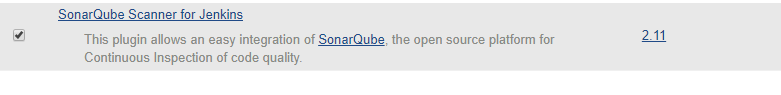 SonarQube Scanner for Jenkins
This plugin allows an easy integration of SonarQube, the open source platform for 2.11
Continuous Inspection of code quality.